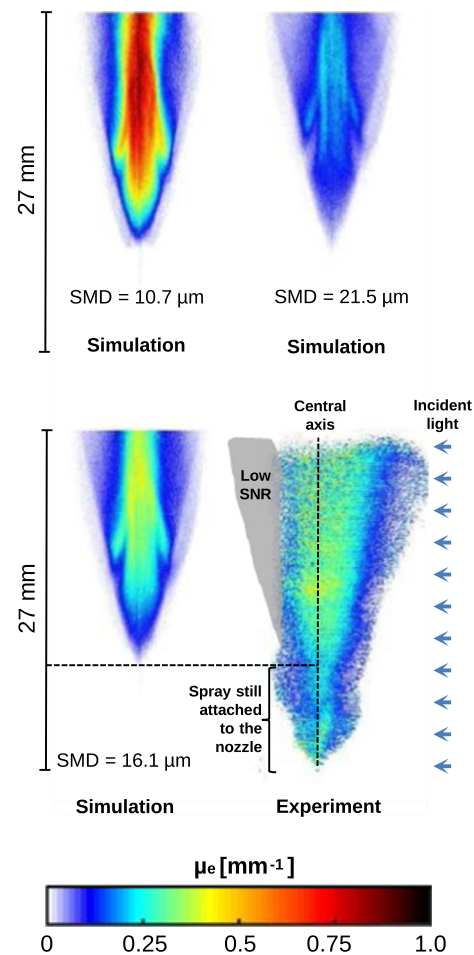 27 mm
SMD = 10.7 µm
SMD = 21.5 µm
Simulation
Simulation
Central
axis
Incident
light
Low
SNR
27 mm
Spray still
attached
to the
nozzle
SMD = 16.1 µm
Simulation
Experiment
µe [mm-1]
0
0.25
0.5
0.75
1.0